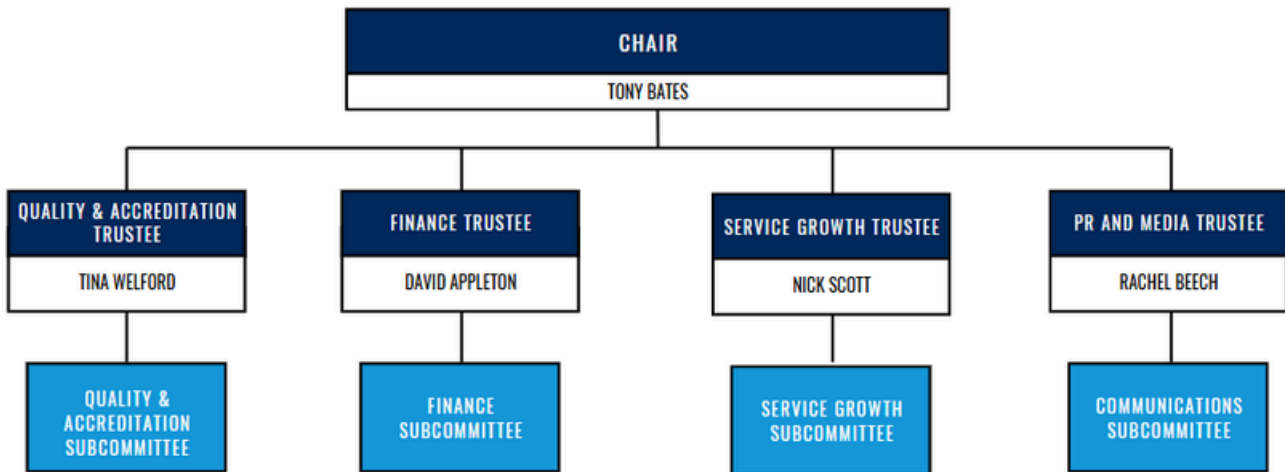 CHAIR
TONY BATES
QUALITY & ACCREDITATION
TRUSTEE
TINA WELFORD
FINANCE TRUSTEE
DAVID APPLETON
SERVICE GROWTH TRUSTEE
NICK SCOTT
PR AND MEDIA TRUSTEE
RACHEL BEECH
QUALITY &
ACCREDITATION
SUBCOMMITTEE
FINANCE
SUBCOMMITTEE
SERVICE GROWTH
SUBCOMMITTEE
COMMUNICATIONS
SUBCOMMITTEE